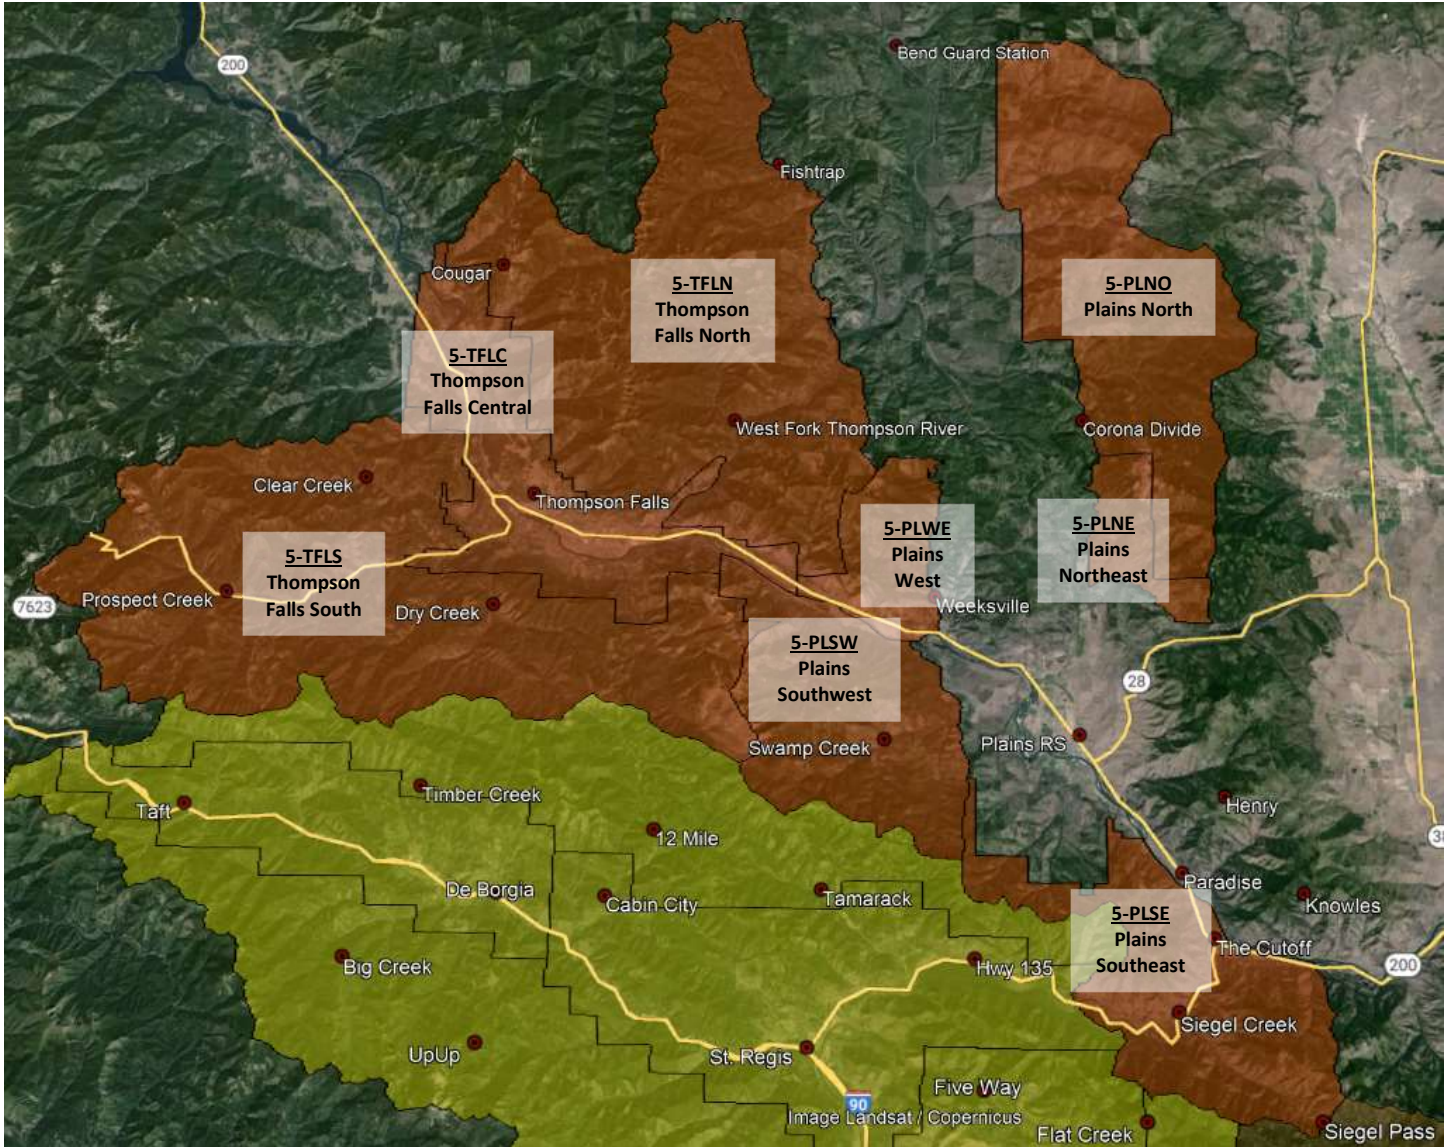 Bend Guard Station
200
Fishtrap
Cougar
5-TFLN
Thompson
Falls North
5-PLNO
Plains North
5-TFLC
Thompson
Falls Central
West Fork Thompson River
Corona Divide
Clear Creek
Thompson Falls
5-PLWE
Plains
West
5-PLNE
Plains
Northeast
5-TFLS
Thompson
Falls South
Prospect Creek
7623
Dry Creek
Weeksville
5-PLSW
Plains
Southwest
28
Swamp Creek
Plains RS
Timber Creek
Taft
Henry
12 Mile
De Borgia
Cabin City
Tamarack
Paradise
Knowles
5-PLSE
Plains
Southeast
The Cutoff
Big Creek
Hwy 135
200
Siegel Creek
UpUp
St. Regis
Five Way
90
Image Landsat / Copernicus
Flat Creek
Siegel Pass